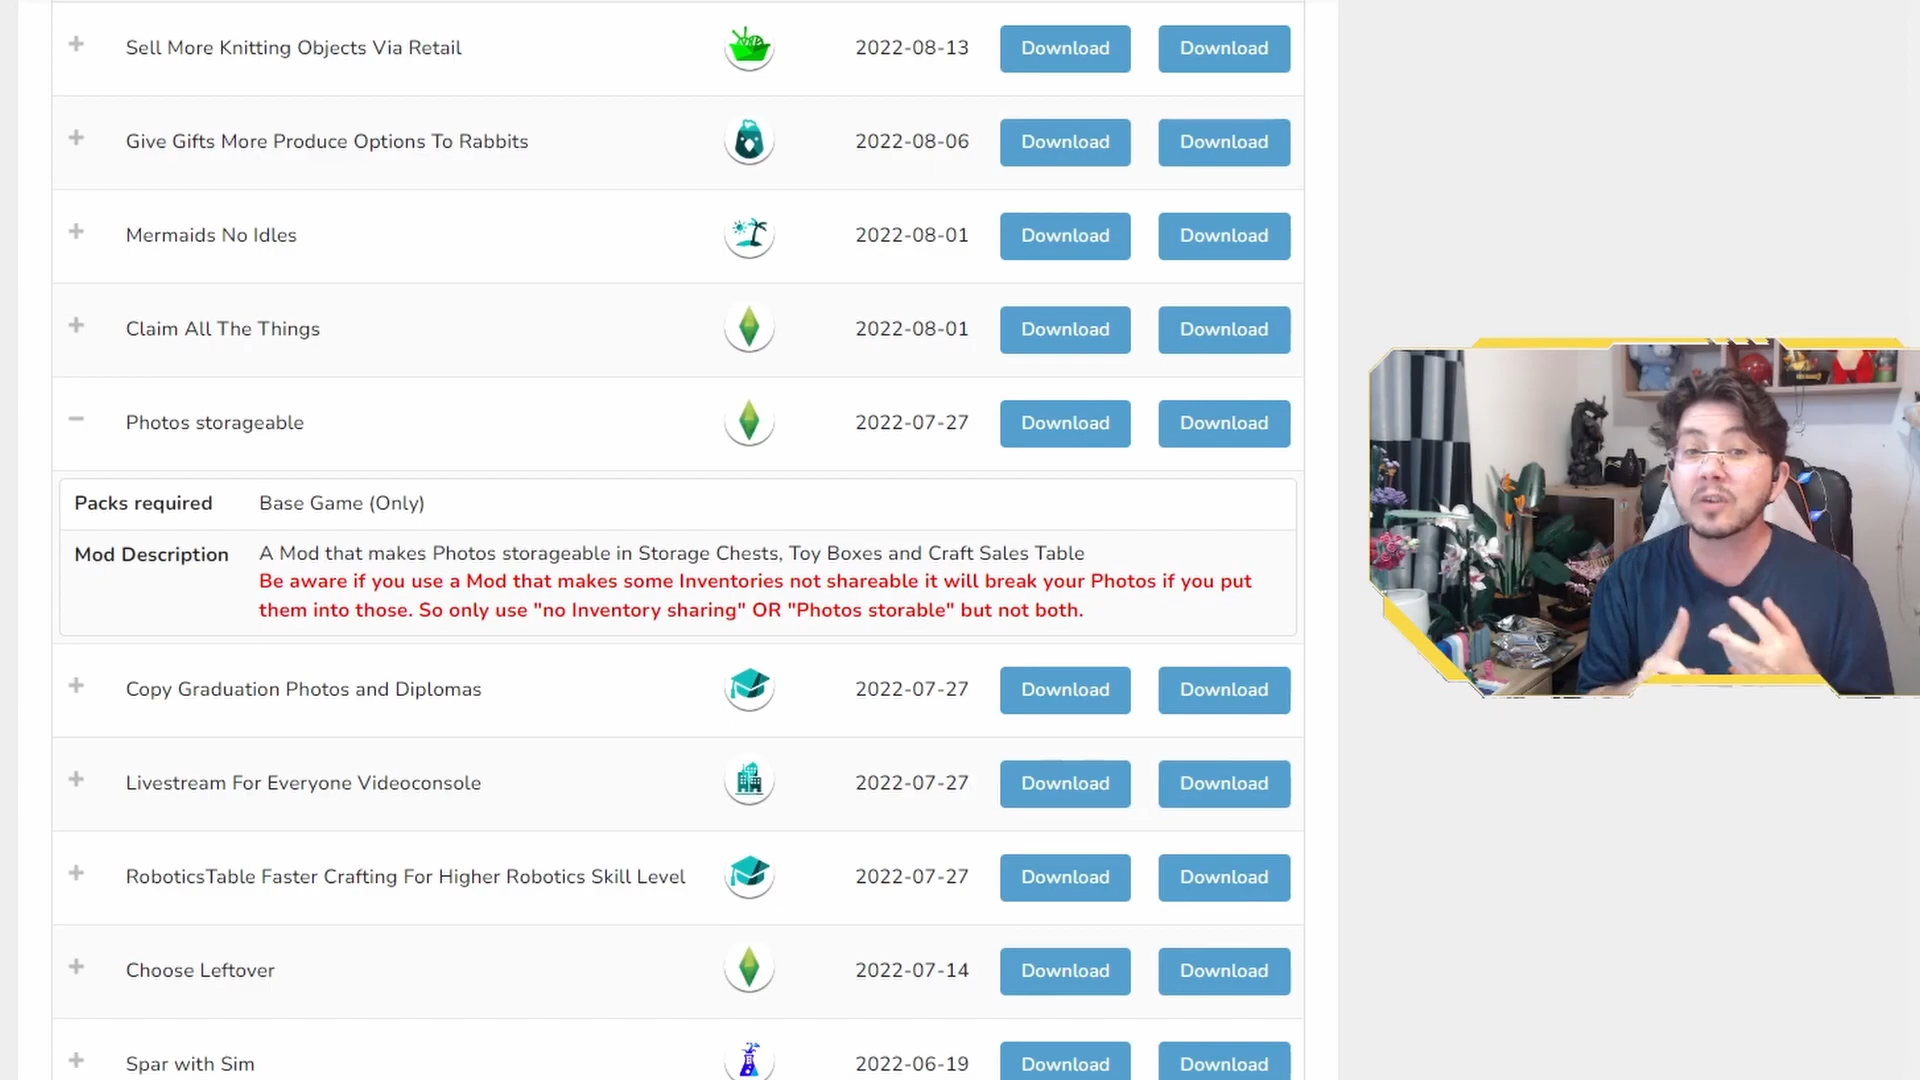 Sell More Knitting Objects Via Retail 2022-08-13 Download Download
Give Gifts More Produce Options To Rabbits 2022-08-06 Download Download
Mermaids No Idles 2022-08-01 Download Download
Claim All The Things 2022-08-01 Download Download
Photos storageable 2022-07-27 Download Download
Packs required Base Game (Only)
Mod Description A Mod that makes Photos storageable in Storage Chests, Toy Boxes and Craft Sales Table
Be aware if you use a Mod that makes some Inventories not shareable it will break your Photos if you put
them into those. So only use "no Inventory sharing" OR "Photos storable" but not both.
Copy Graduation Photos and Diplomas 2022-07-27 Download Download
Livestream For Everyone Videoconsole 2022-07-27 Download Download
RoboticsTable Faster Crafting For Higher Robotics Skill Level 2022-07-27 Download Download
Choose Leftover 2022-07-14 Download Download
Spar with Sim 2022-06-19 Download Download